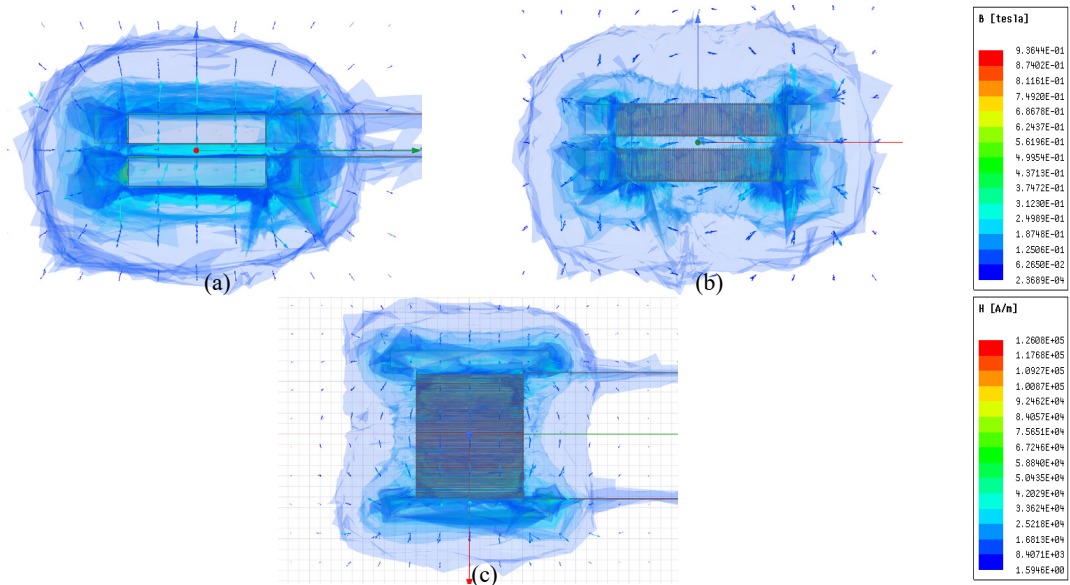 (a)
(b)
B [tesla]
9.3644E-01
8.7402E-01
8.1161E-01
7.4920E-01
6.8678E-01
6.2437E-01
5.6196E-01
4.9954E-01
4.3713E-01
3.7472E-01
3.1230E-01
2.4989E-01
1.8748E-01
1.2506E-01
6.2650E-02
2.3689E-04
(c)
H [A/m]
1.2608E+05
1.1768E+05
1.0927E+05
1.0087E+05
9.2462E+04
8.4057E+04
7.5651E+04
6.7246E+04
5.8840E+04
5.0435E+04
4.2029E+04
3.3624E+04
2.5218E+04
1.6813E+04
8.4071E+03
1.5946E+00